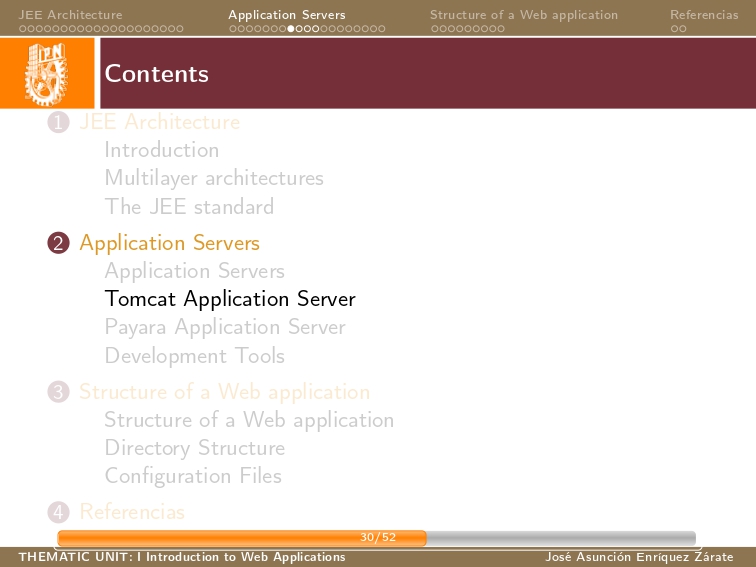 JEE Architecture Application Servers Structure of a Web application Referencias
IPN
Contents
1 JEE Architecture
Introduction
Multilayer architectures
The JEE standard
2 Application Servers
Application Servers
Tomcat Application Server
Payara Application Server
Development Tools
3 Structure of a Web application
Structure of a Web application
Directory Structure
Configuration Files
4 Referencias
30/52
THEMATIC UNIT: I Introduction to Web Applications José Asunción Enríquez Zárate